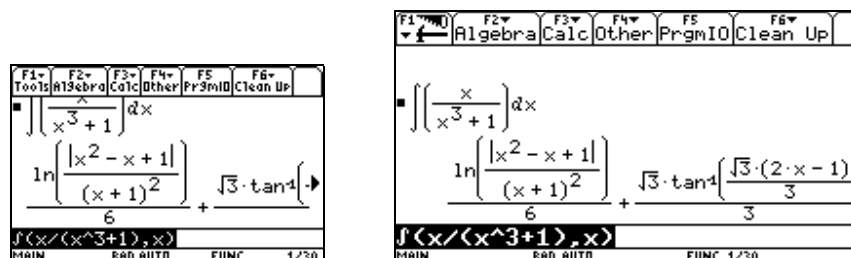 F1▾ F2▾ F3▾ F4▾ F5 F6▾
Tools Algebra Calc Other PrgmIO Clean Up
■ ∫(x/(x^3 + 1))dx
ln(|x^2 − x + 1|/(x + 1)^2)/6 + √3·tan⁻¹(
∫(x/(x^3+1),x)
MAIN RAD AUTO FUNC 1/30
F1 F2▾ F3▾ F4▾ F5 F6▾
Algebra Calc Other PrgmIO Clean Up
■ ∫(x/(x^3 + 1))dx
ln(|x^2 − x + 1|/(x + 1)^2)/6 + √3·tan⁻¹(√3·(2·x − 1)/3)/3
∫(x/(x^3+1),x)
MAIN RAD AUTO FUNC 1/30